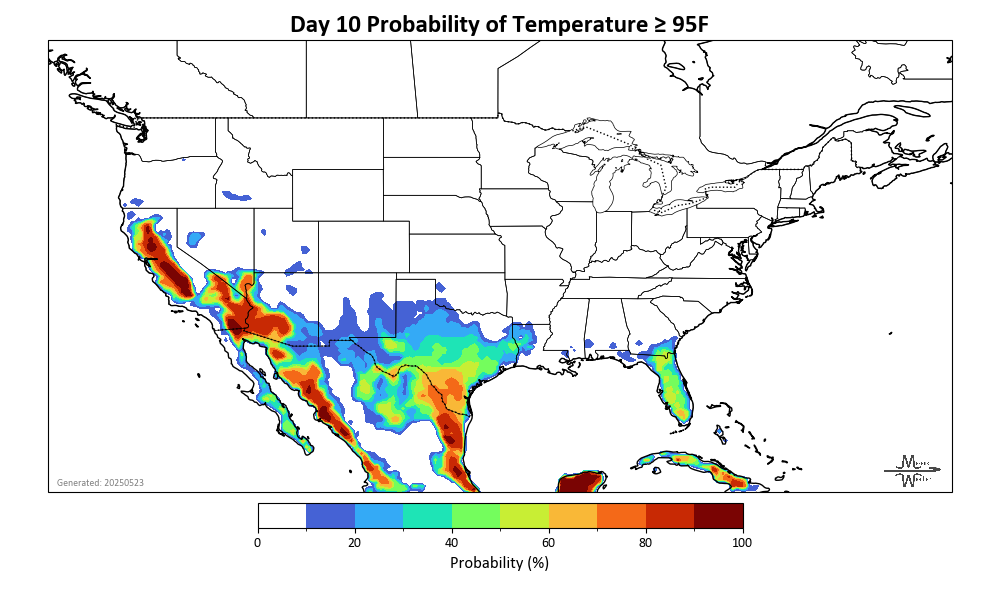 Day 10 Probability of Temperature ≥ 95F
Generated: 20250523
0 20 40 60 80 100
Probability (%)